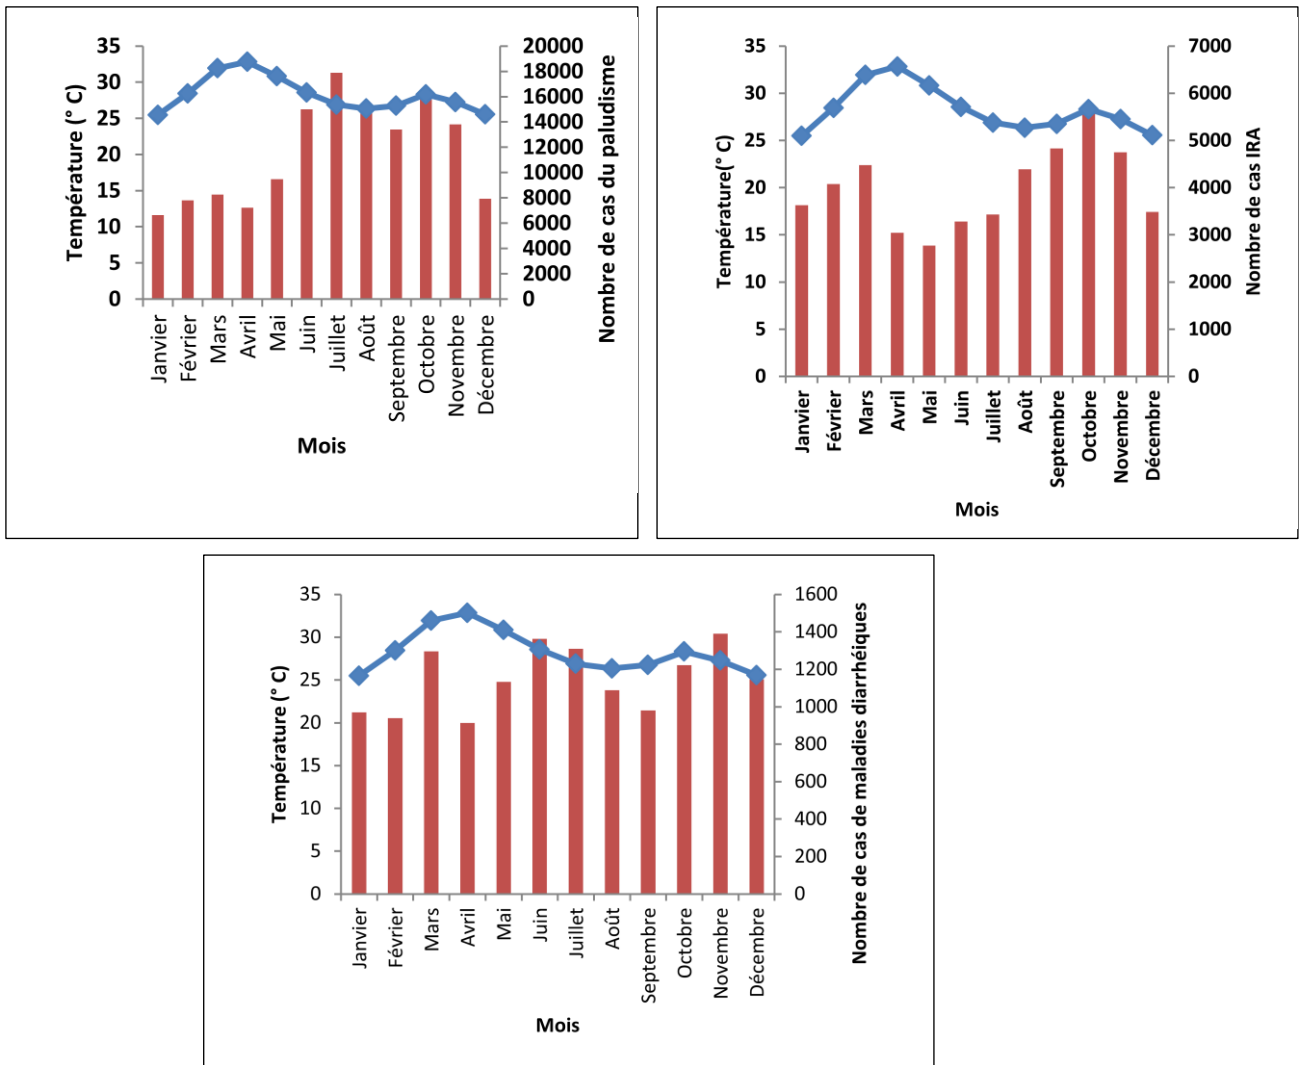 35
30
25
20
15
10
5
0
Température (° C)
20000
18000
16000
14000
12000
10000
8000
6000
4000
2000
0
Nombre de cas du paludisme
Janvier
Février
Mars
Avril
Mai
Juin
Juillet
Août
Septembre
Octobre
Novembre
Décembre
Mois
35
30
25
20
15
10
5
0
Température(° C)
7000
6000
5000
4000
3000
2000
1000
0
Nombre de cas IRA
Janvier
Février
Mars
Avril
Mai
Juin
Juillet
Août
Septembre
Octobre
Novembre
Décembre
Mois
35
30
25
20
15
10
5
0
Température (° C)
1600
1400
1200
1000
800
600
400
200
0
Nombre de cas de maladies diarrhéiques
Janvier
Février
Mars
Avril
Mai
Juin
Juillet
Août
Septembre
Octobre
Novembre
Décembre
Mois